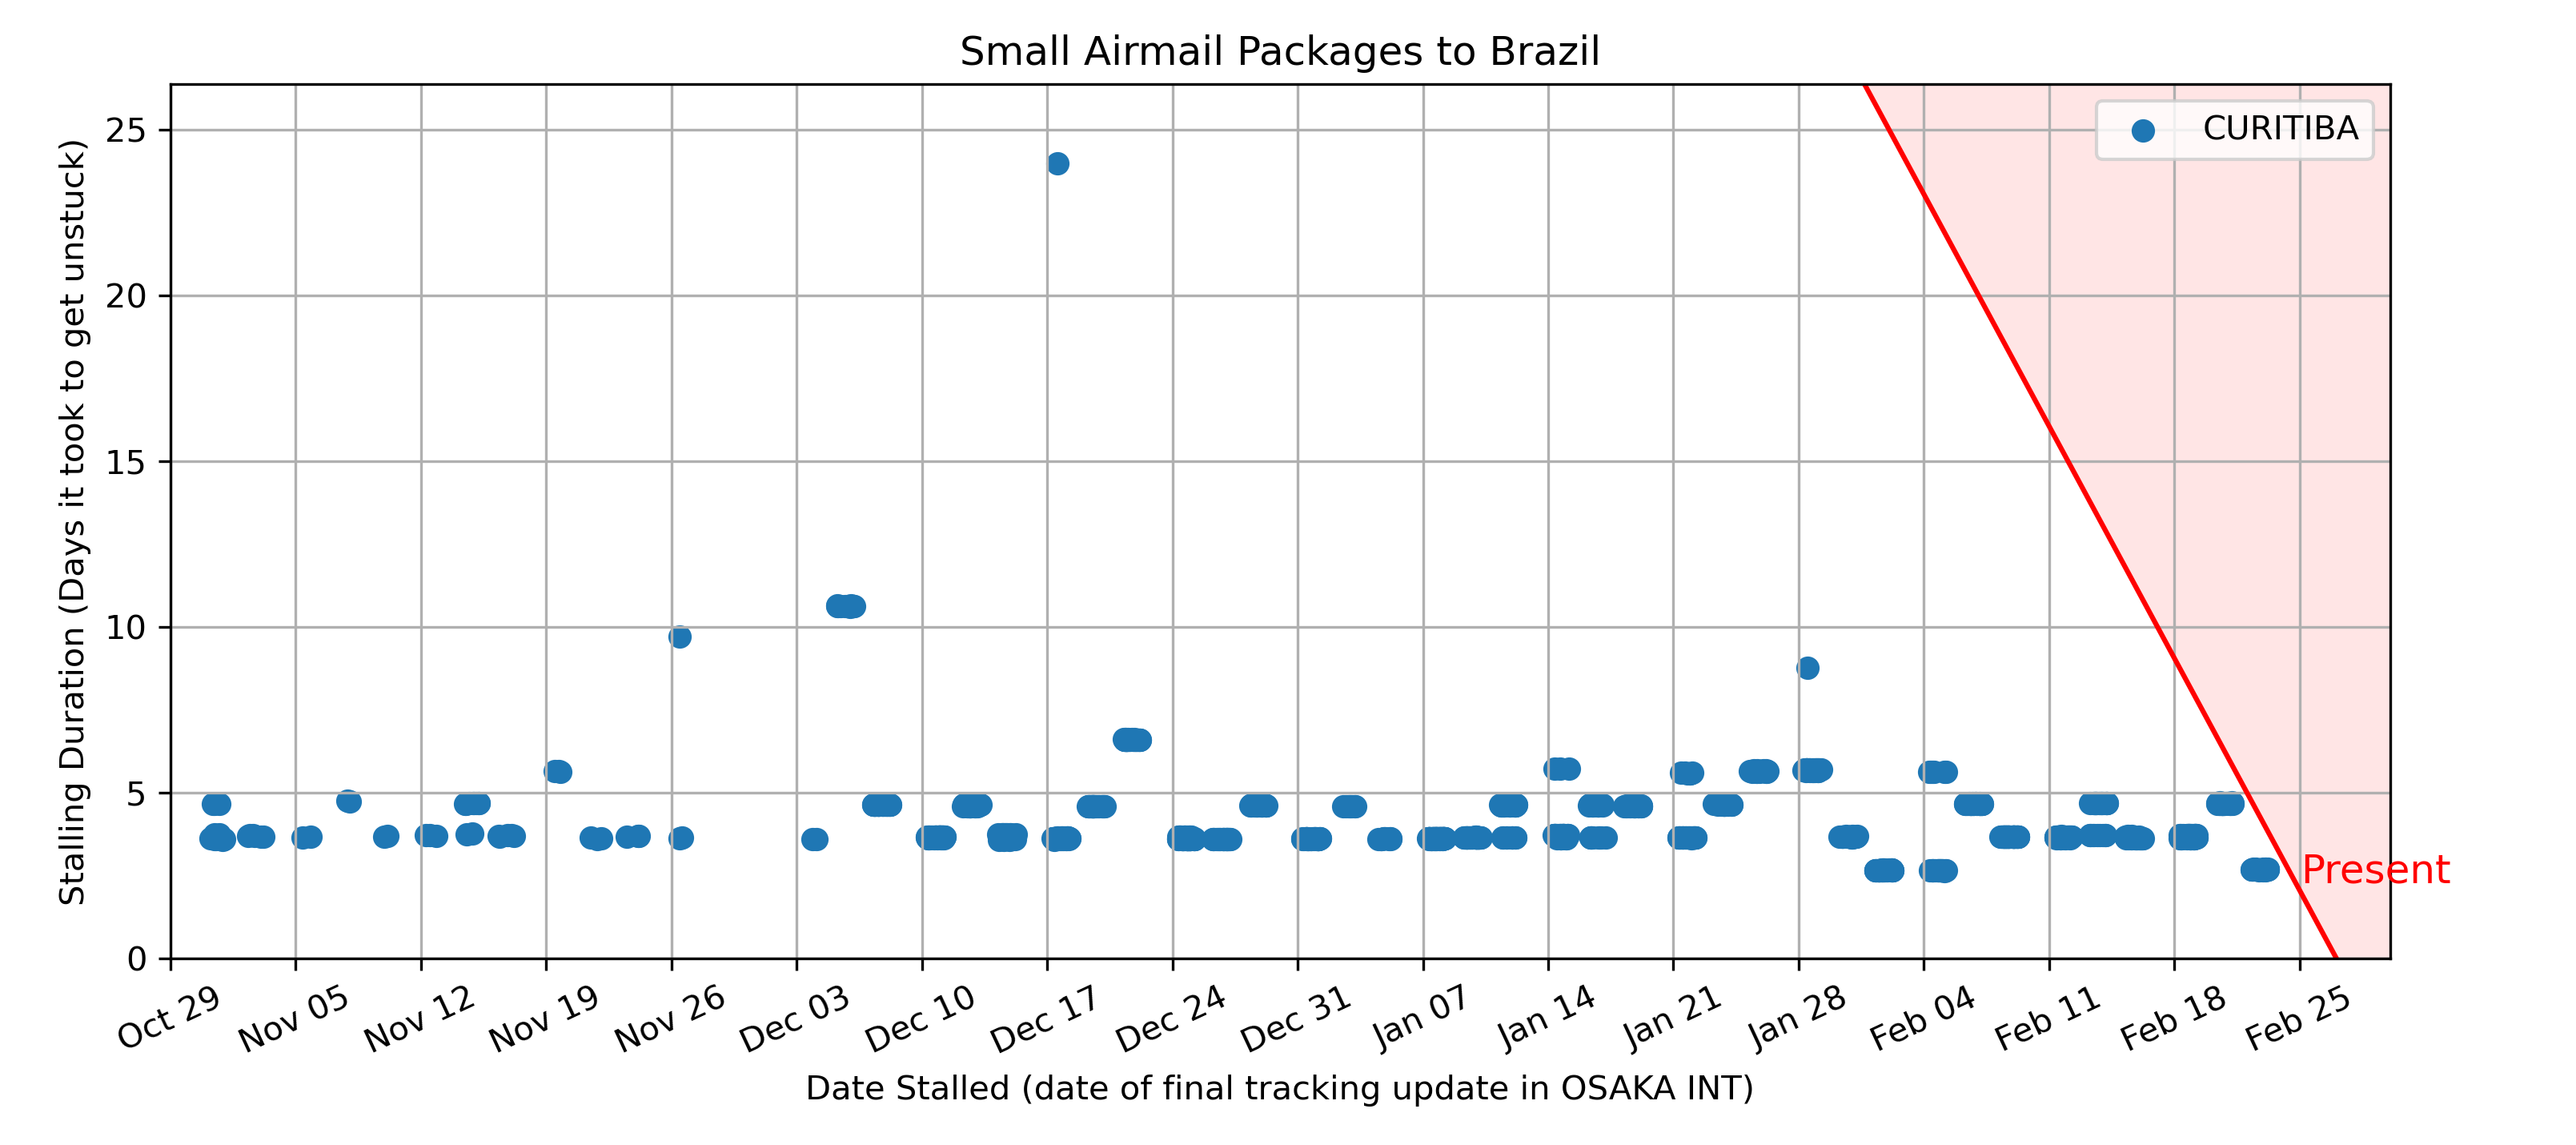 Small Airmail Packages to Brazil
CURITIBA
Stalling Duration (Days it took to get unstuck)
25
20
15
10
5
0
Present
Oct 29
Nov 05
Nov 12
Nov 19
Nov 26
Dec 03
Dec 10
Dec 17
Dec 24
Dec 31
Jan 07
Jan 14
Jan 21
Jan 28
Feb 04
Feb 11
Feb 18
Feb 25
Date Stalled (date of final tracking update in OSAKA INT)